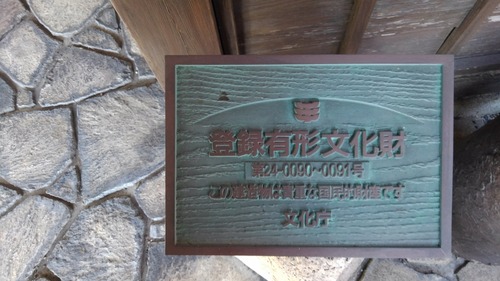 登録有形文化財
第24-0090~0091号
この建造物は貴重な国民的財産です
文化庁